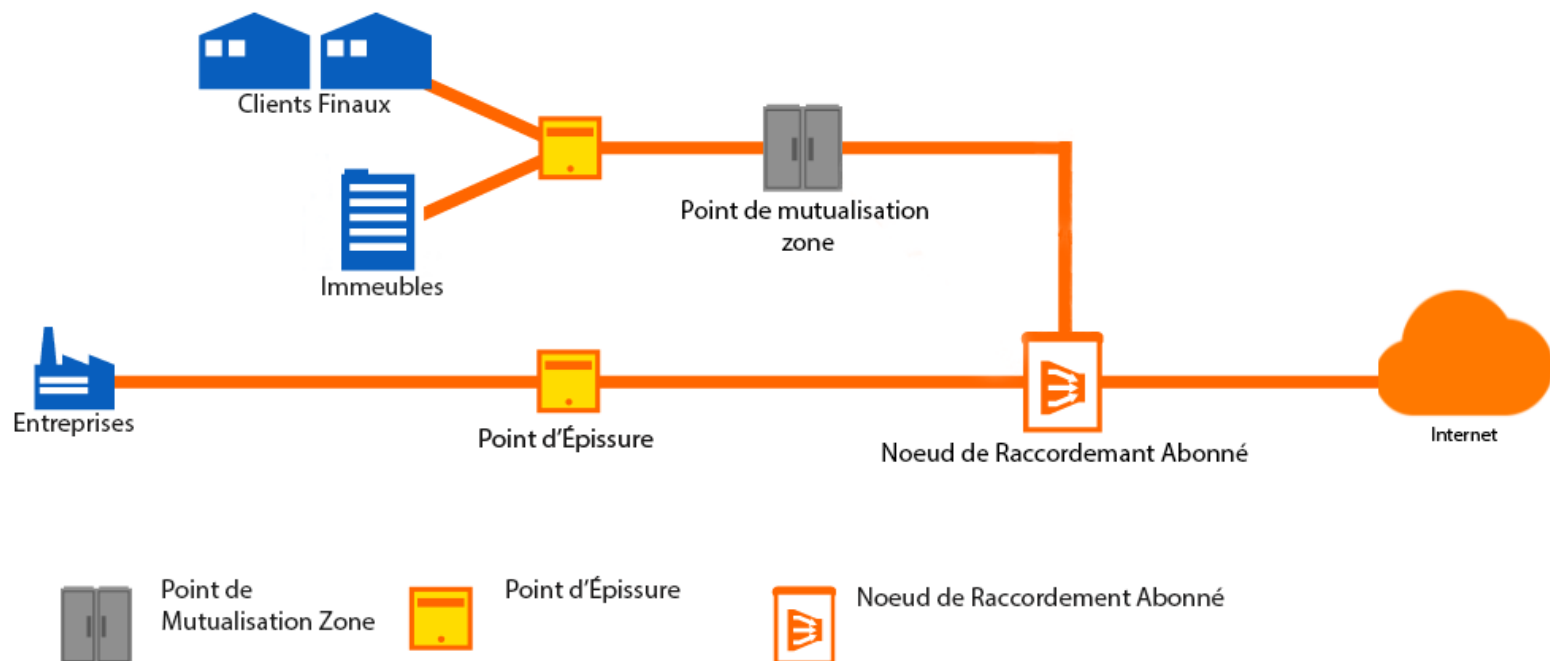 Clients Finaux
Point de mutualisation
zone
Immeubles
Entreprises
Point d'Épissure
Noeud de Raccordemant Abonné
Internet
Point de
Mutualisation Zone
Point d'Épissure
Noeud de Raccordement Abonné